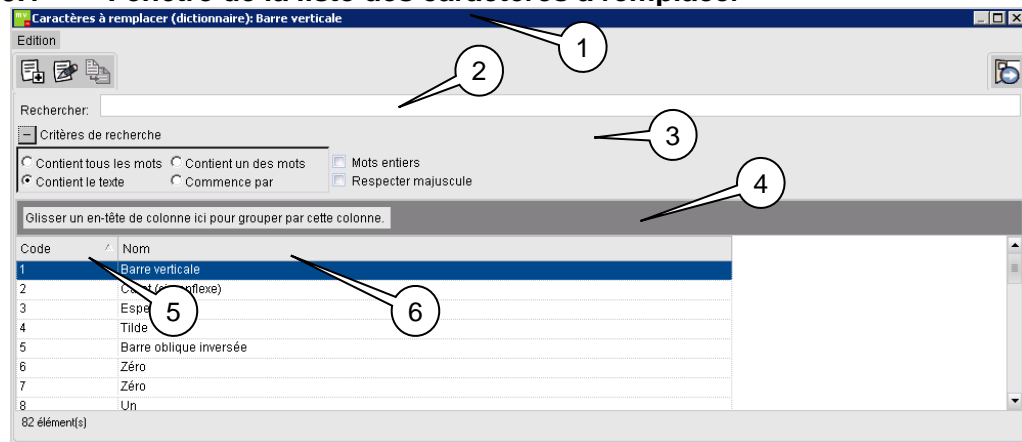 Fenêtre de la liste des caractères à remplacer
Caractères à remplacer (dictionnaire): Barre verticale
Edition
1
2
Rechercher:
3
Critères de recherche
Contient tous les mots Contient un des mots Mots entiers
Contient le texte Commence par Respecter majuscule
4
Glisser un en-tête de colonne ici pour grouper par cette colonne.
Code Nom
1 Barre verticale
2
3
5 6
4 Tilde
5 Barre oblique inversée
6 Zéro
7 Zéro
8 Un
82 élément(s)